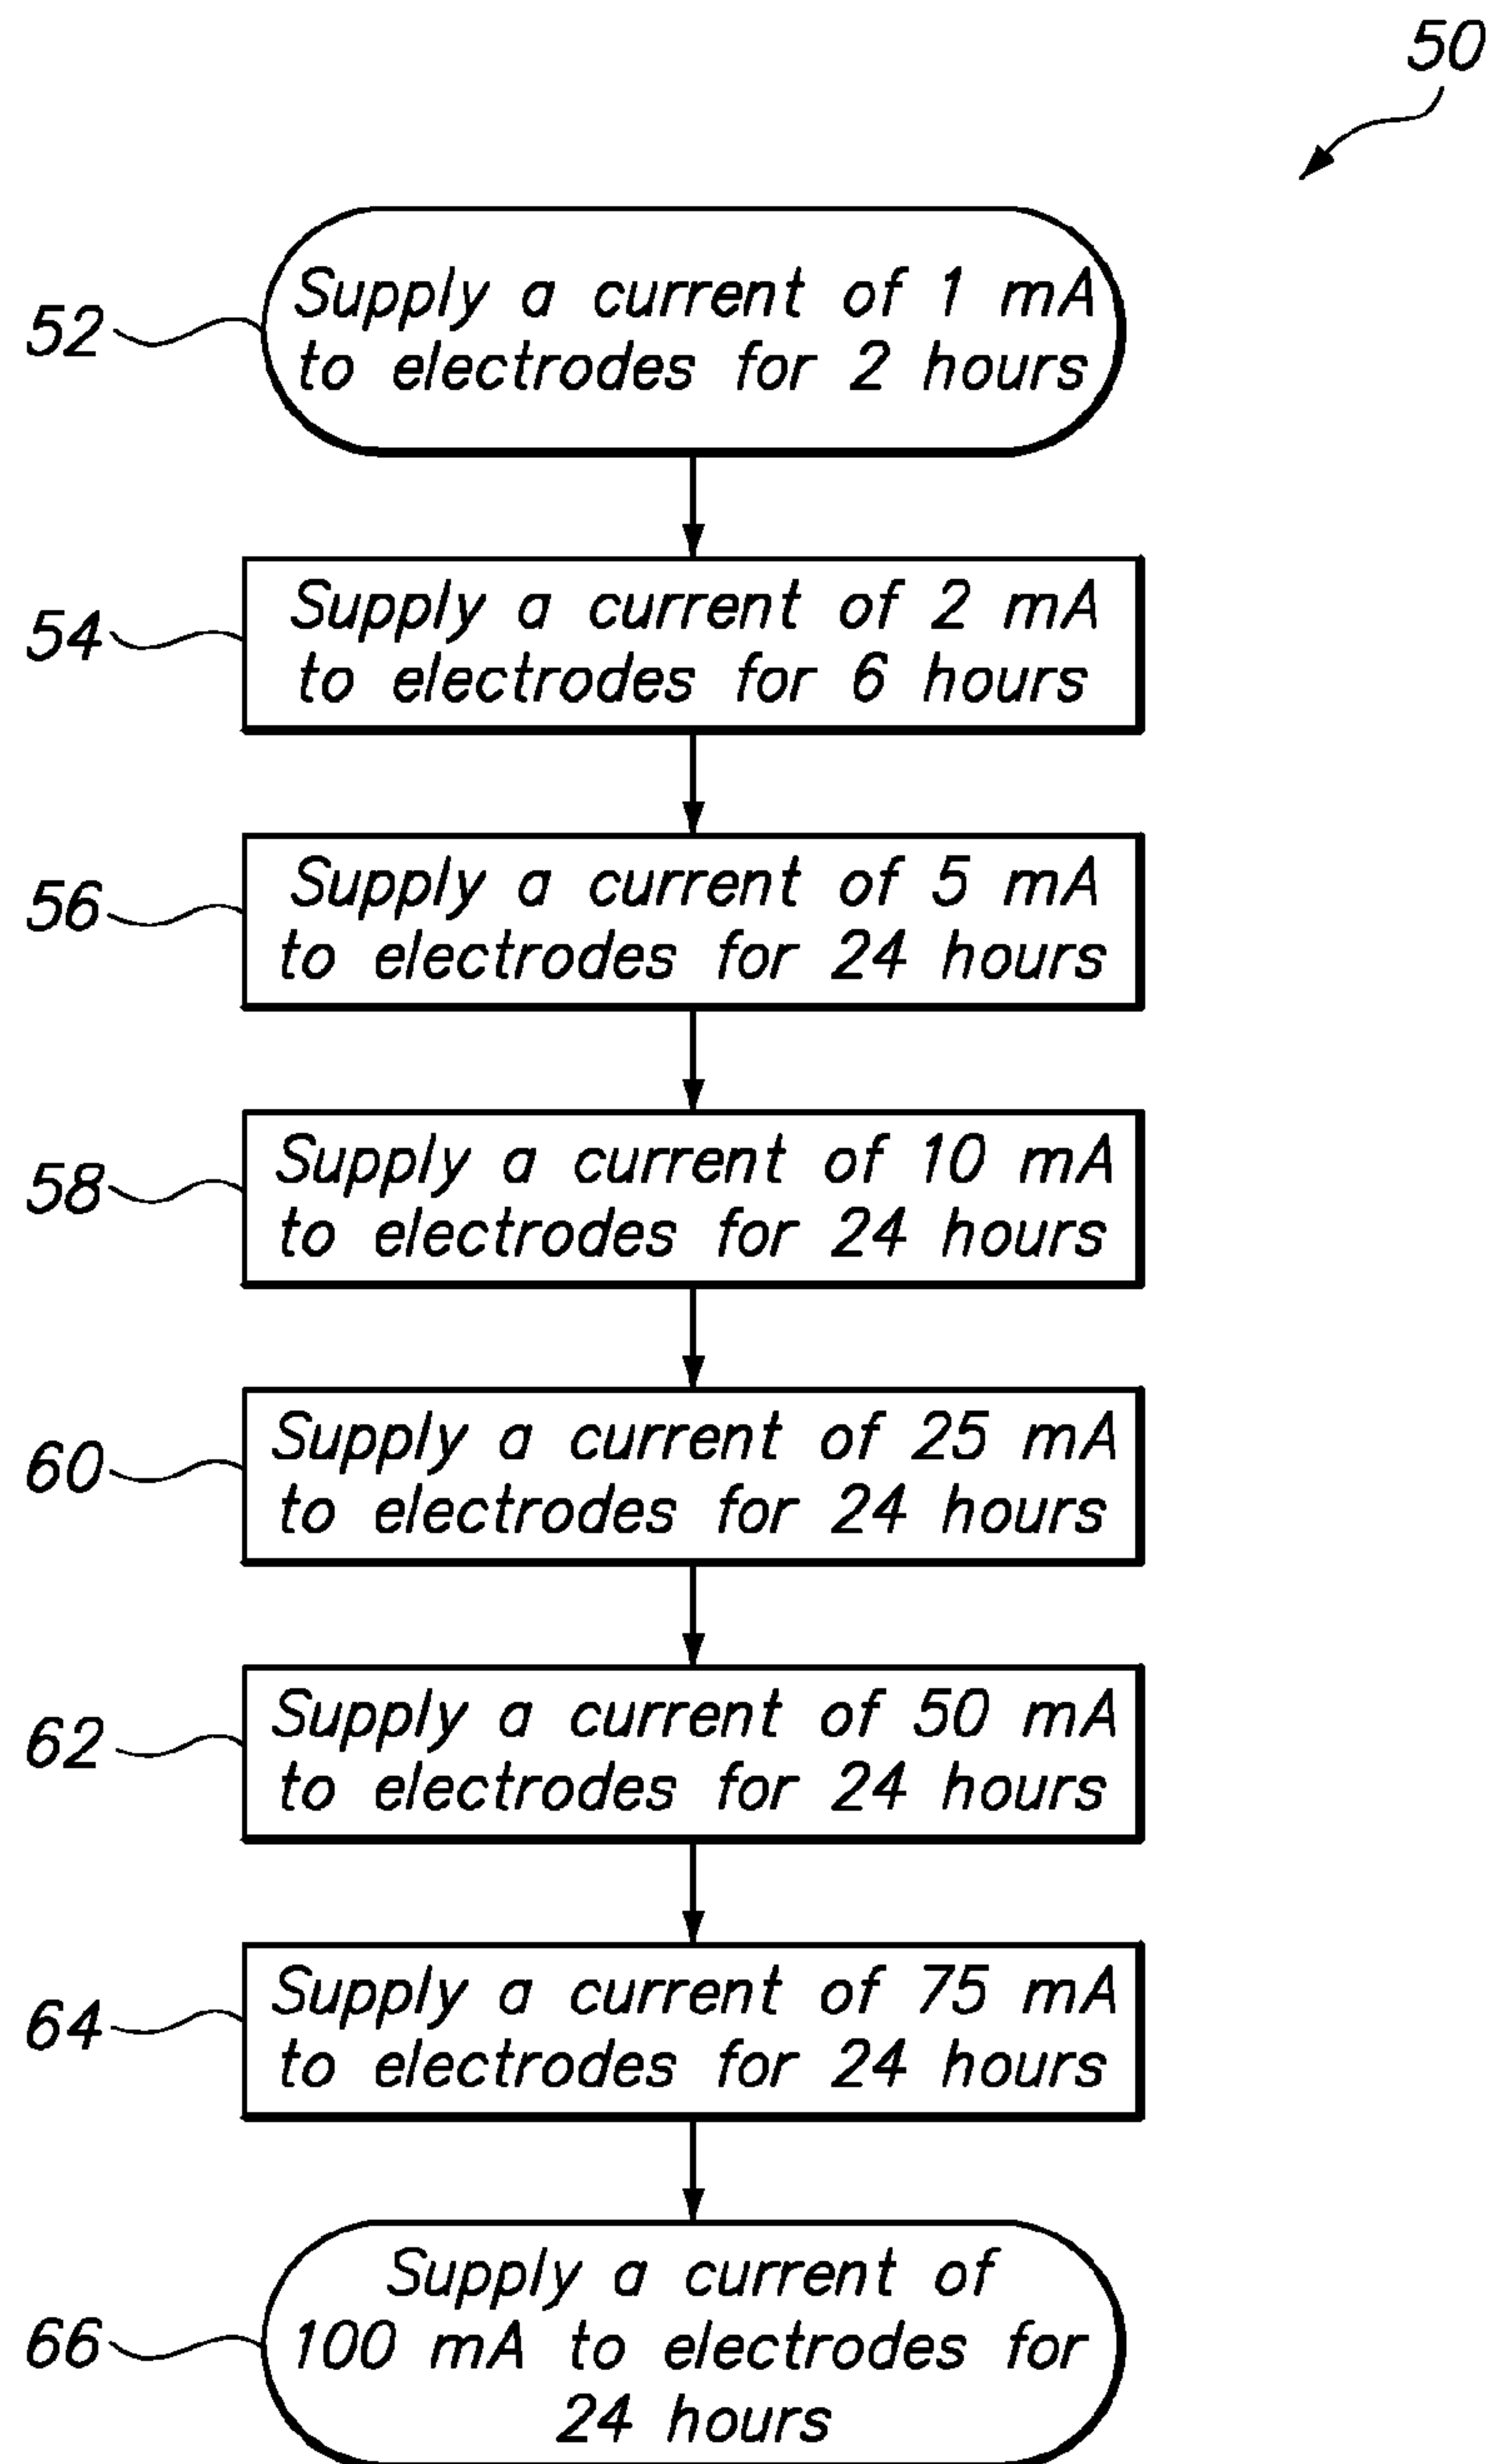 50
52
Supply a current of 1 mA
to electrodes for 2 hours
54
Supply a current of 2 mA
to electrodes for 6 hours
56
Supply a current of 5 mA
to electrodes for 24 hours
58
Supply a current of 10 mA
to electrodes for 24 hours
60
Supply a current of 25 mA
to electrodes for 24 hours
62
Supply a current of 50 mA
to electrodes for 24 hours
64
Supply a current of 75 mA
to electrodes for 24 hours
66
Supply a current of
100 mA to electrodes for
24 hours